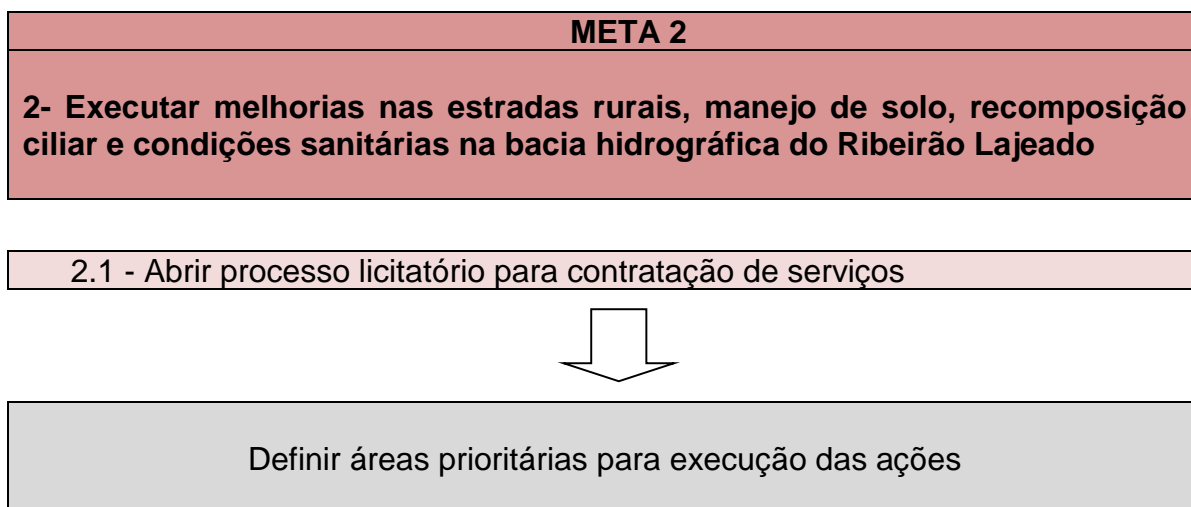 META 2
2- Executar melhorias nas estradas rurais, manejo de solo, recomposição
ciliar e condições sanitárias na bacia hidrográfica do Ribeirão Lajeado
2.1 - Abrir processo licitatório para contratação de serviços
Definir áreas prioritárias para execução das ações